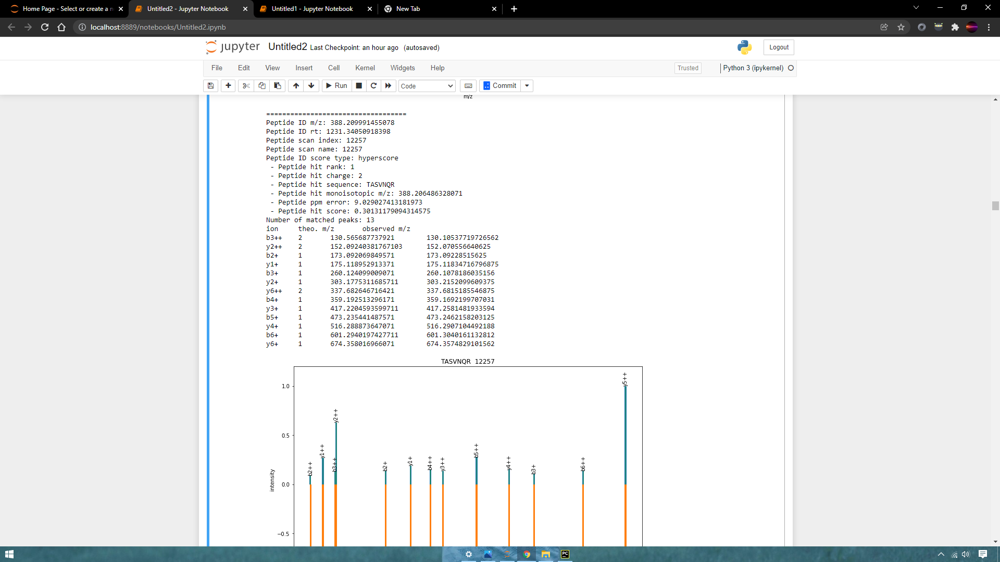 Home Page - Select or create a n
Untitled2 - Jupyter Notebook
Untitled1 - Jupyter Notebook
New Tab
localhost:8889/notebooks/Untitled2.ipynb
jupyter Untitled2 Last Checkpoint: an hour ago (autosaved)
Logout
File Edit View Insert Cell Kernel Widgets Help
Trusted
Python 3 (ipykernel)
Run
Code
Commit
m/z
===================================
Peptide ID m/z: 388.209991455078
Peptide ID rt: 1231.34050918398
Peptide scan index: 12257
Peptide scan name: 12257
Peptide ID score type: hyperscore
- Peptide hit rank: 1
- Peptide hit charge: 2
- Peptide hit sequence: TASVNQR
- Peptide hit monoisotopic m/z: 388.206486328071
- Peptide ppm error: 9.029027413181973
- Peptide hit score: 0.30131179094314575
Number of matched peaks: 13
ion theo. m/z observed m/z
b3++ 2 130.565687737921 130.10537719726562
y2++ 2 152.09240381767103 152.070556640625
b2+ 1 173.092069849571 173.09228515625
y1+ 1 175.118952913371 175.11834716796875
b3+ 1 260.124099009071 260.1078186035156
y2+ 1 303.1775311685711 303.2152099609375
y6++ 2 337.682646716421 337.6815185546875
b4+ 1 359.192513296171 359.1692199707031
y3+ 1 417.2204593599711 417.2581481933594
b5+ 1 473.235441487571 473.2462158203125
y4+ 1 516.288873647071 516.2907104492188
b6+ 1 601.2940197427711 601.3040161132812
y6+ 1 674.358016966071 674.3574829101562
TASVNQR 12257
1.0
0.5
0.0
−0.5
intensity
b2++
y1++
b3++
y2++
b2+
y1+
b4++
y3++
b5++
y4++
b3+
b6++
y5++
PC